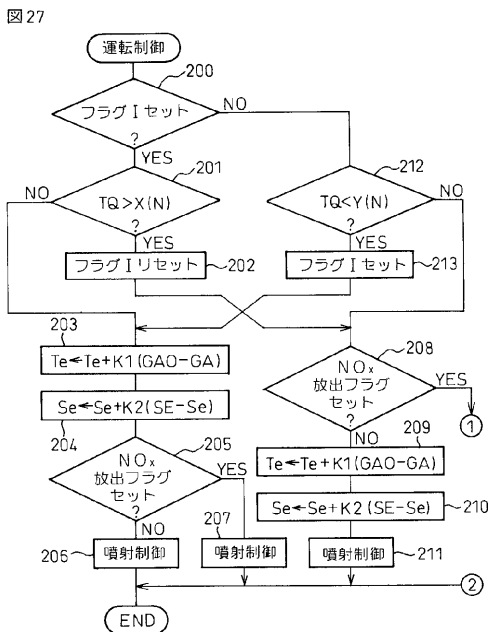 図27
運転制御
200
フラグIセット
?
NO
YES
201
TQ>X(N)
?
NO
YES
フラグIリセット
202
212
TQ<Y(N)
?
NO
YES
フラグIセット
213
203
Te←Te+K1(GAO-GA)
Se←Se+K2(SE-Se)
204
205
NOx
放出フラグ
セット
?
YES
NO
206
噴射制御
207
噴射制御
208
NOx
放出フラグ
セット
?
YES
①
NO
209
Te←Te+K1(GAO-GA)
Se←Se+K2(SE-Se)
210
噴射制御
211
②
END